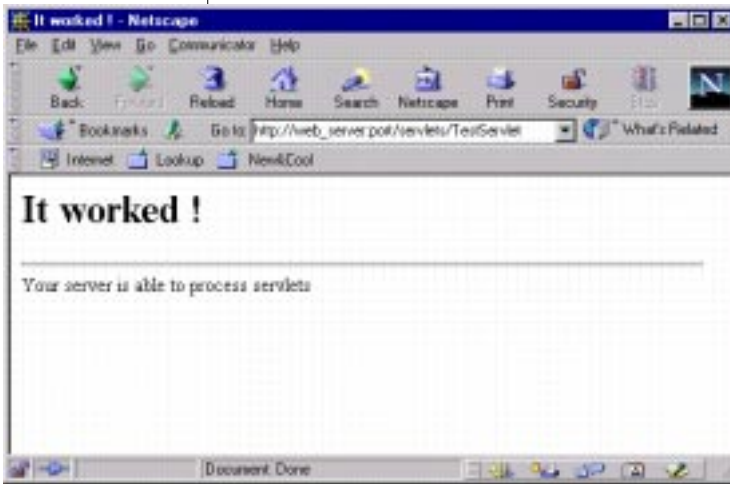 It worked ! - Netscape
File Edit View Go Communicator Help
Back Forward Reload Home Search Netscape Print Security Stop
N
Bookmarks Go to: http://web_server:port/servlets/TestServlet What's Related
Internet Lookup New&Cool
It worked !
Your server is able to process servlets
Document: Done